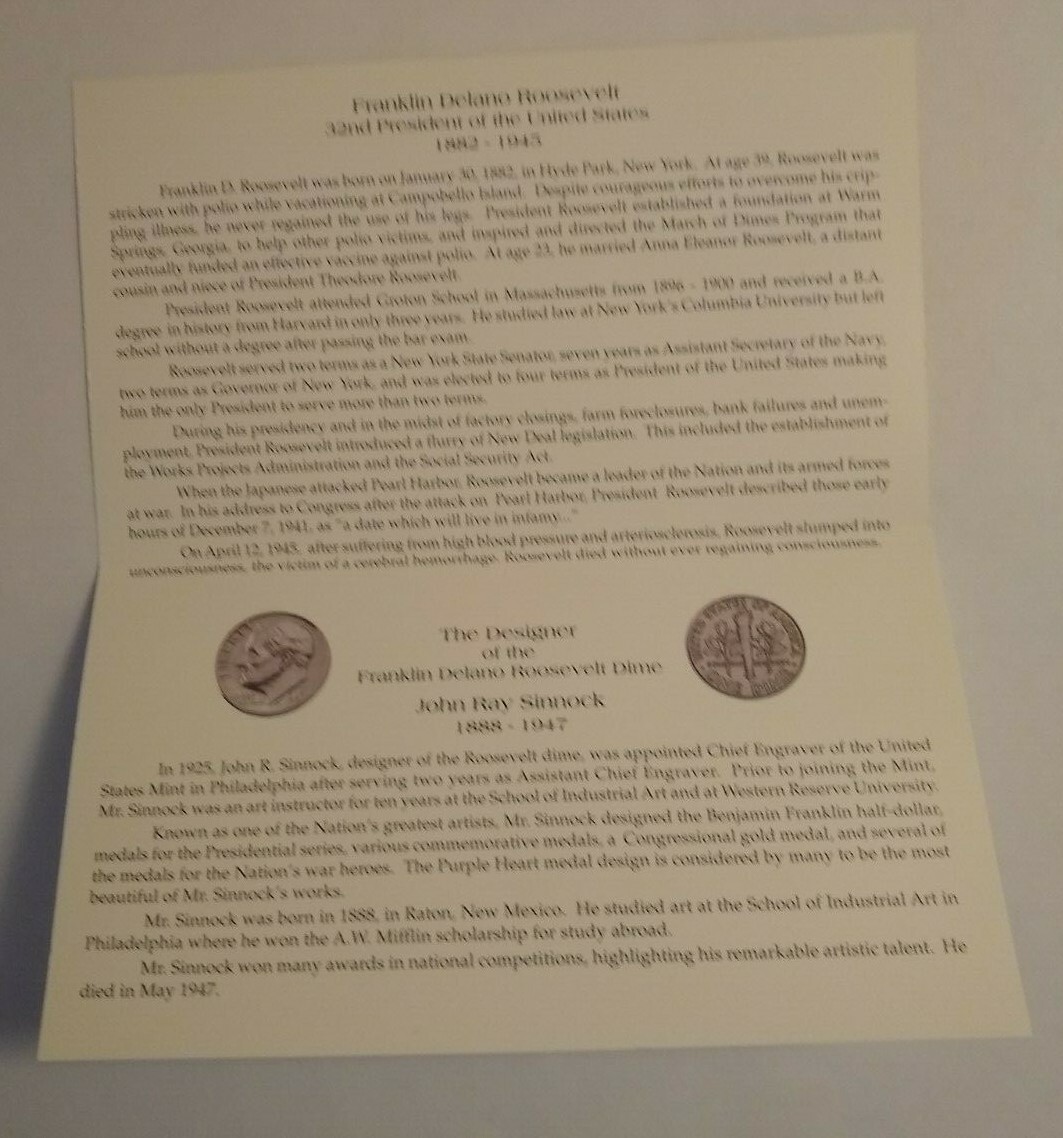 Franklin Delano Roosevelt
32nd President of the United States
1882 - 1945
Franklin D. Roosevelt was born on January 30, 1882, in Hyde Park, New York. At age 39, Roosevelt was
stricken with polio while vacationing at Campobello Island. Despite courageous efforts to overcome his crip-
pling illness, he never regained the use of his legs. President Roosevelt established a foundation at Warm
Springs, Georgia, to help other polio victims, and inspired and directed the March of Dimes Program that
eventually funded an effective vaccine against polio. At age 23, he married Anna Eleanor Roosevelt, a distant
cousin and niece of President Theodore Roosevelt.
President Roosevelt attended Groton School in Massachusetts from 1896 - 1900 and received a B.A.
degree in history from Harvard in only three years. He studied law at New York's Columbia University but left
school without a degree after passing the bar exam.
Roosevelt served two terms as a New York State Senator, seven years as Assistant Secretary of the Navy,
two terms as Governor of New York, and was elected to four terms as President of the United States making
him the only President to serve more than two terms.
During his presidency and in the midst of factory closings, farm foreclosures, bank failures and unem-
ployment, President Roosevelt introduced a flurry of New Deal legislation. This included the establishment of
the Works Projects Administration and the Social Security Act.
When the Japanese attacked Pearl Harbor, Roosevelt became a leader of the Nation and its armed forces
at war. In his address to Congress after the attack on Pearl Harbor, President Roosevelt described those early
hours of December 7, 1941, as "a date which will live in infamy..."
On April 12, 1945, after suffering from high blood pressure and arteriosclerosis, Roosevelt slumped into
unconsciousness, the victim of a cerebral hemorrhage. Roosevelt died without ever regaining consciousness.
The Designer
of the
Franklin Delano Roosevelt Dime
John Ray Sinnock
1888 - 1947
In 1925, John R. Sinnock, designer of the Roosevelt dime, was appointed Chief Engraver of the United
States Mint in Philadelphia after serving two years as Assistant Chief Engraver. Prior to joining the Mint,
Mr. Sinnock was an art instructor for ten years at the School of Industrial Art and at Western Reserve University.
Known as one of the Nation's greatest artists, Mr. Sinnock designed the Benjamin Franklin half-dollar,
medals for the Presidential series, various commemorative medals, a Congressional gold medal, and several of
the medals for the Nation's war heroes. The Purple Heart medal design is considered by many to be the most
beautiful of Mr. Sinnock's works.
Mr. Sinnock was born in 1888, in Raton, New Mexico. He studied art at the School of Industrial Art in
Philadelphia where he won the A.W. Mifflin scholarship for study abroad.
Mr. Sinnock won many awards in national competitions, highlighting his remarkable artistic talent. He
died in May 1947.